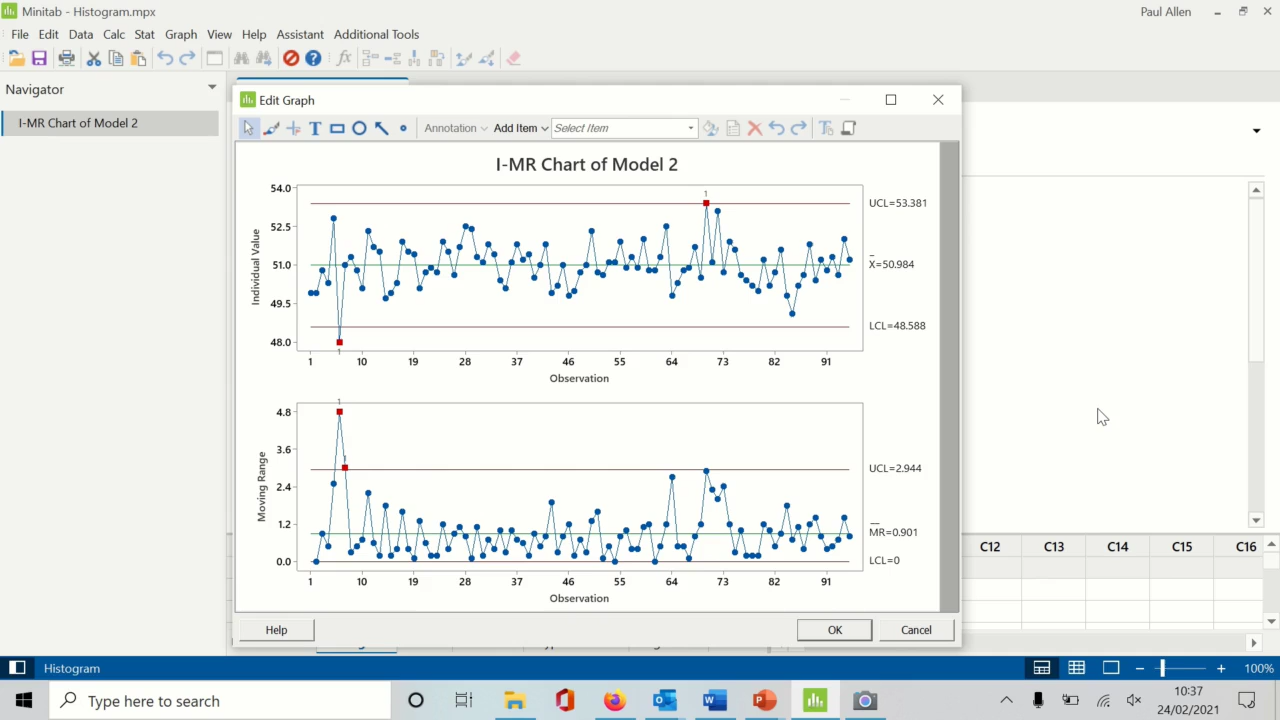 Minitab - Histogram.mpx
Paul Allen
File Edit Data Calc Stat Graph View Help Assistant Additional Tools
Navigator
I-MR Chart of Model 2
Edit Graph
Annotation Add Item Select Item
I-MR Chart of Model 2
54.0
52.5
51.0
49.5
48.0
Individual Value
1
1
UCL=53.381
X=50.984
LCL=48.588
1 10 19 28 37 46 55 64 73 82 91
Observation
4.8
3.6
2.4
1.2
0.0
Moving Range
1
1
UCL=2.944
MR=0.901
LCL=0
1 10 19 28 37 46 55 64 73 82 91
Observation
Help OK Cancel
C12 C13 C14 C15 C16
Histogram
100%
Type here to search
10:37
24/02/2021